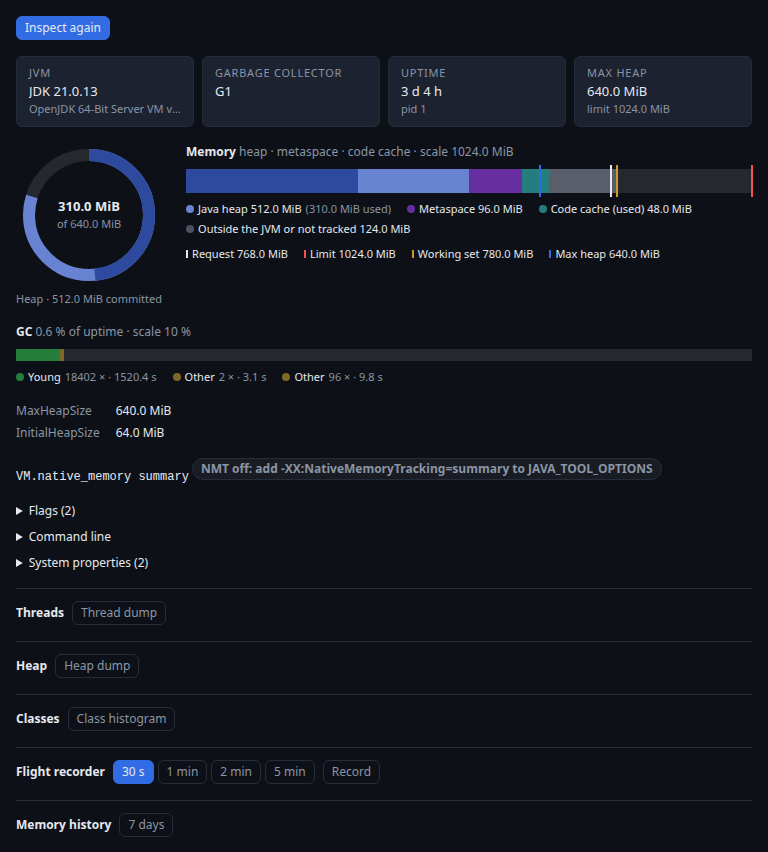 Inspect again
JVM
JDK 21.0.13
OpenJDK 64-Bit Server VM v...
GARBAGE COLLECTOR
G1
UPTIME
3 d 4 h
pid 1
MAX HEAP
640.0 MiB
limit 1024.0 MiB
310.0 MiB
of 640.0 MiB
Heap · 512.0 MiB committed
Memory heap · metaspace · code cache · scale 1024.0 MiB
Java heap 512.0 MiB (310.0 MiB used) Metaspace 96.0 MiB Code cache (used) 48.0 MiB
Outside the JVM or not tracked 124.0 MiB
Request 768.0 MiB Limit 1024.0 MiB Working set 780.0 MiB Max heap 640.0 MiB
GC 0.6 % of uptime · scale 10 %
Young 18402 × · 1520.4 s Other 2 × · 3.1 s Other 96 × · 9.8 s
MaxHeapSize 640.0 MiB
InitialHeapSize 64.0 MiB
VM.native_memory summary NMT off: add -XX:NativeMemoryTracking=summary to JAVA_TOOL_OPTIONS
Flags (2)
Command line
System properties (2)
Threads Thread dump
Heap Heap dump
Classes Class histogram
Flight recorder 30 s 1 min 2 min 5 min Record
Memory history 7 days